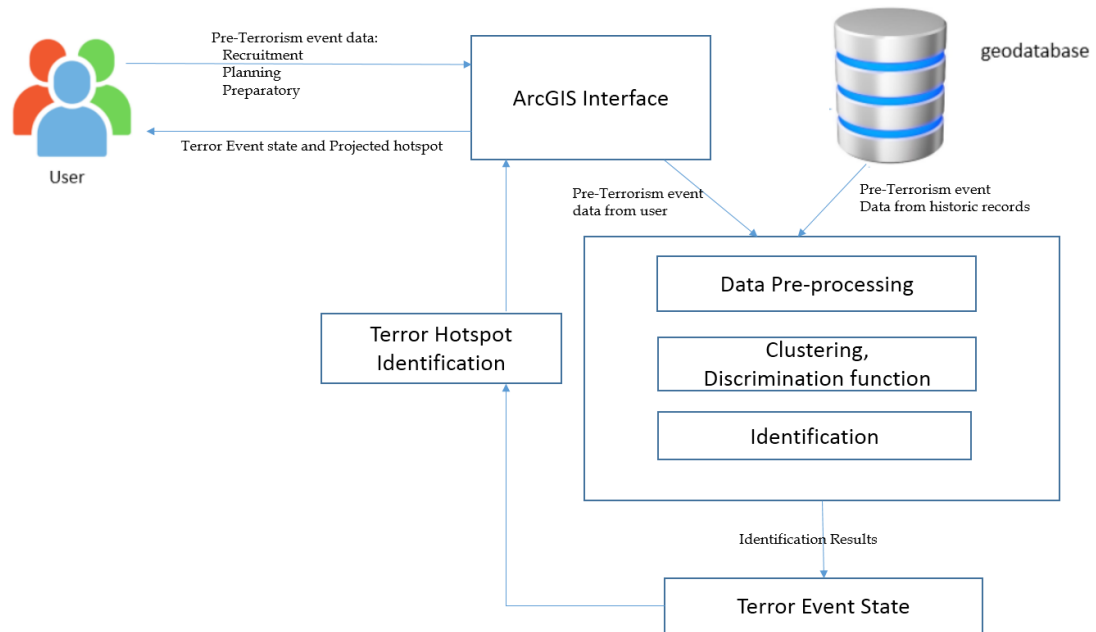 Pre-Terrorism event data:
Recruitment
Planning
Preparatory
ArcGIS Interface
geodatabase
Terror Event state and Projected hotspot
User
Pre-Terrorism event
data from user
Pre-Terrorism event
Data from historic records
Data Pre-processing
Terror Hotspot
Identification
Clustering,
Discrimination function
Identification
Identification Results
Terror Event State